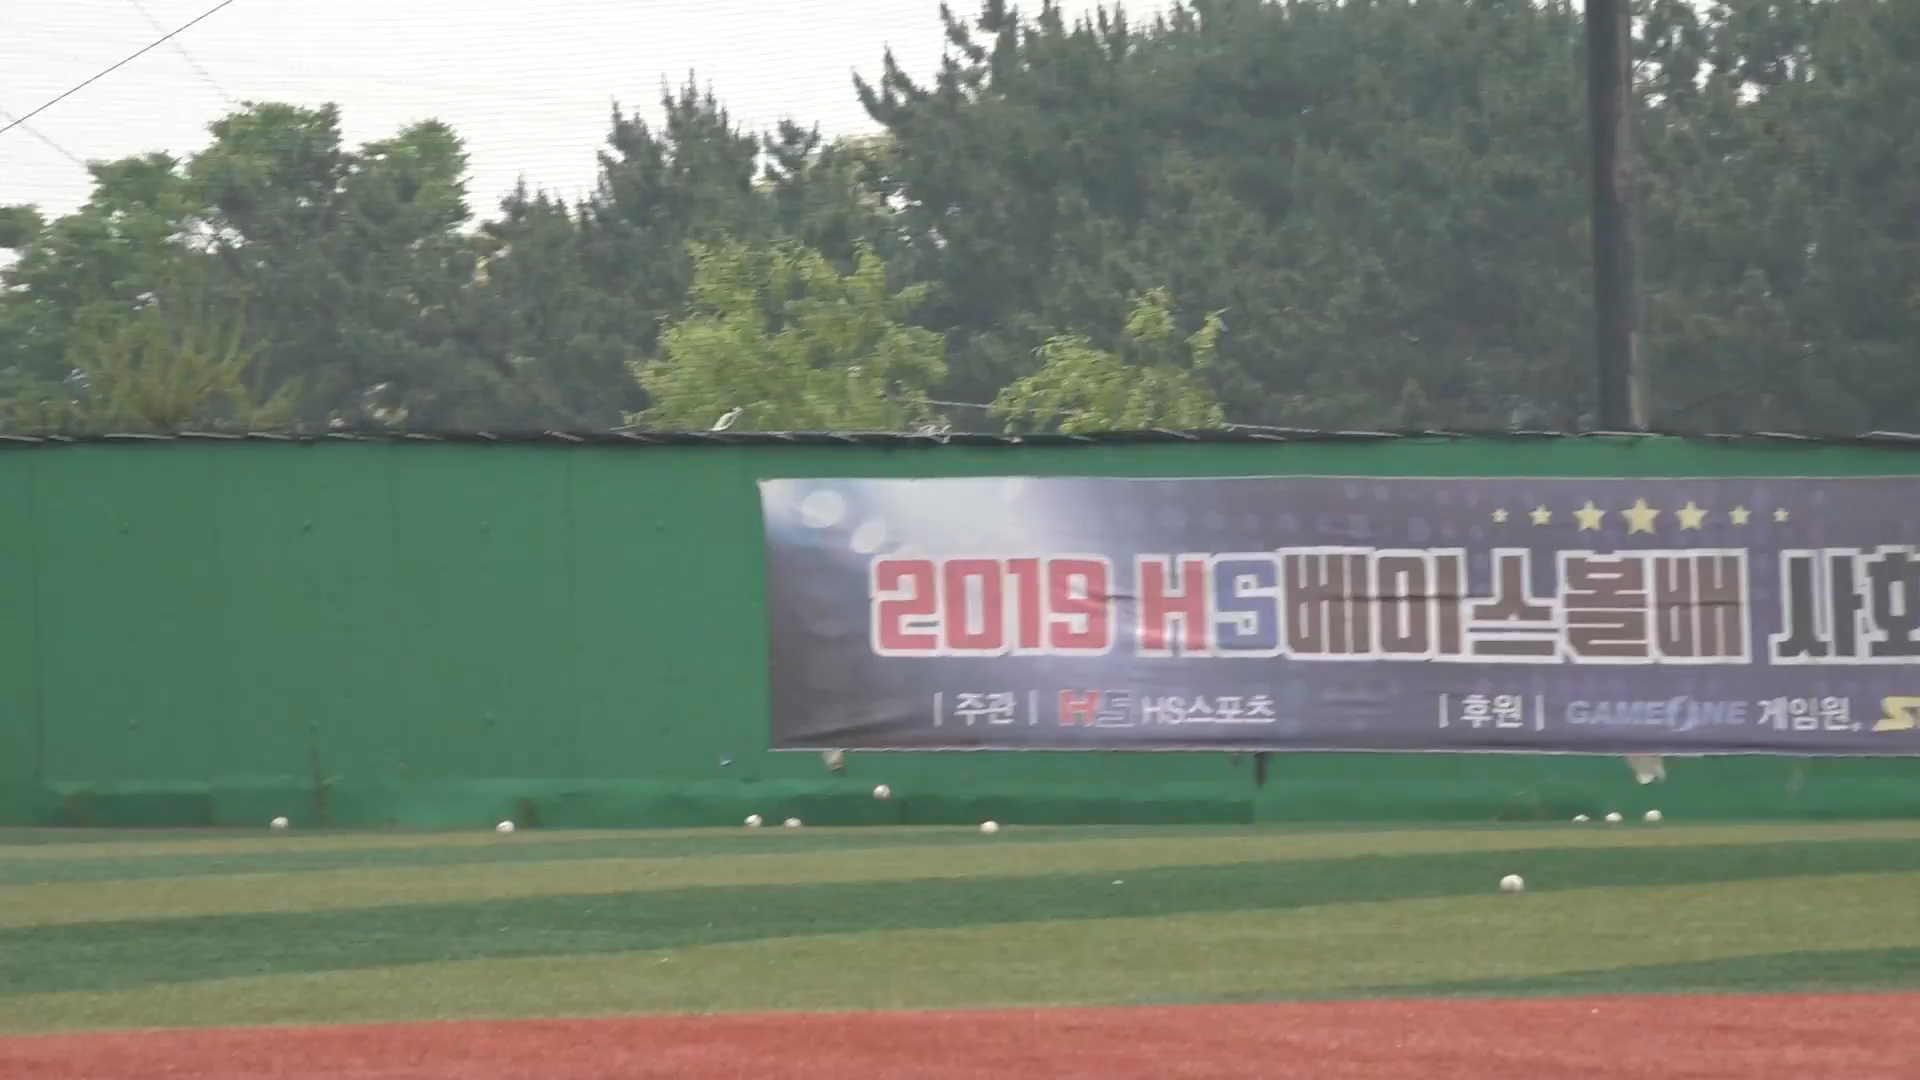 2019 HS베이스볼배 사회
| 주관 | HS HS스포츠 | 후원 | GAMEONE 게임원,